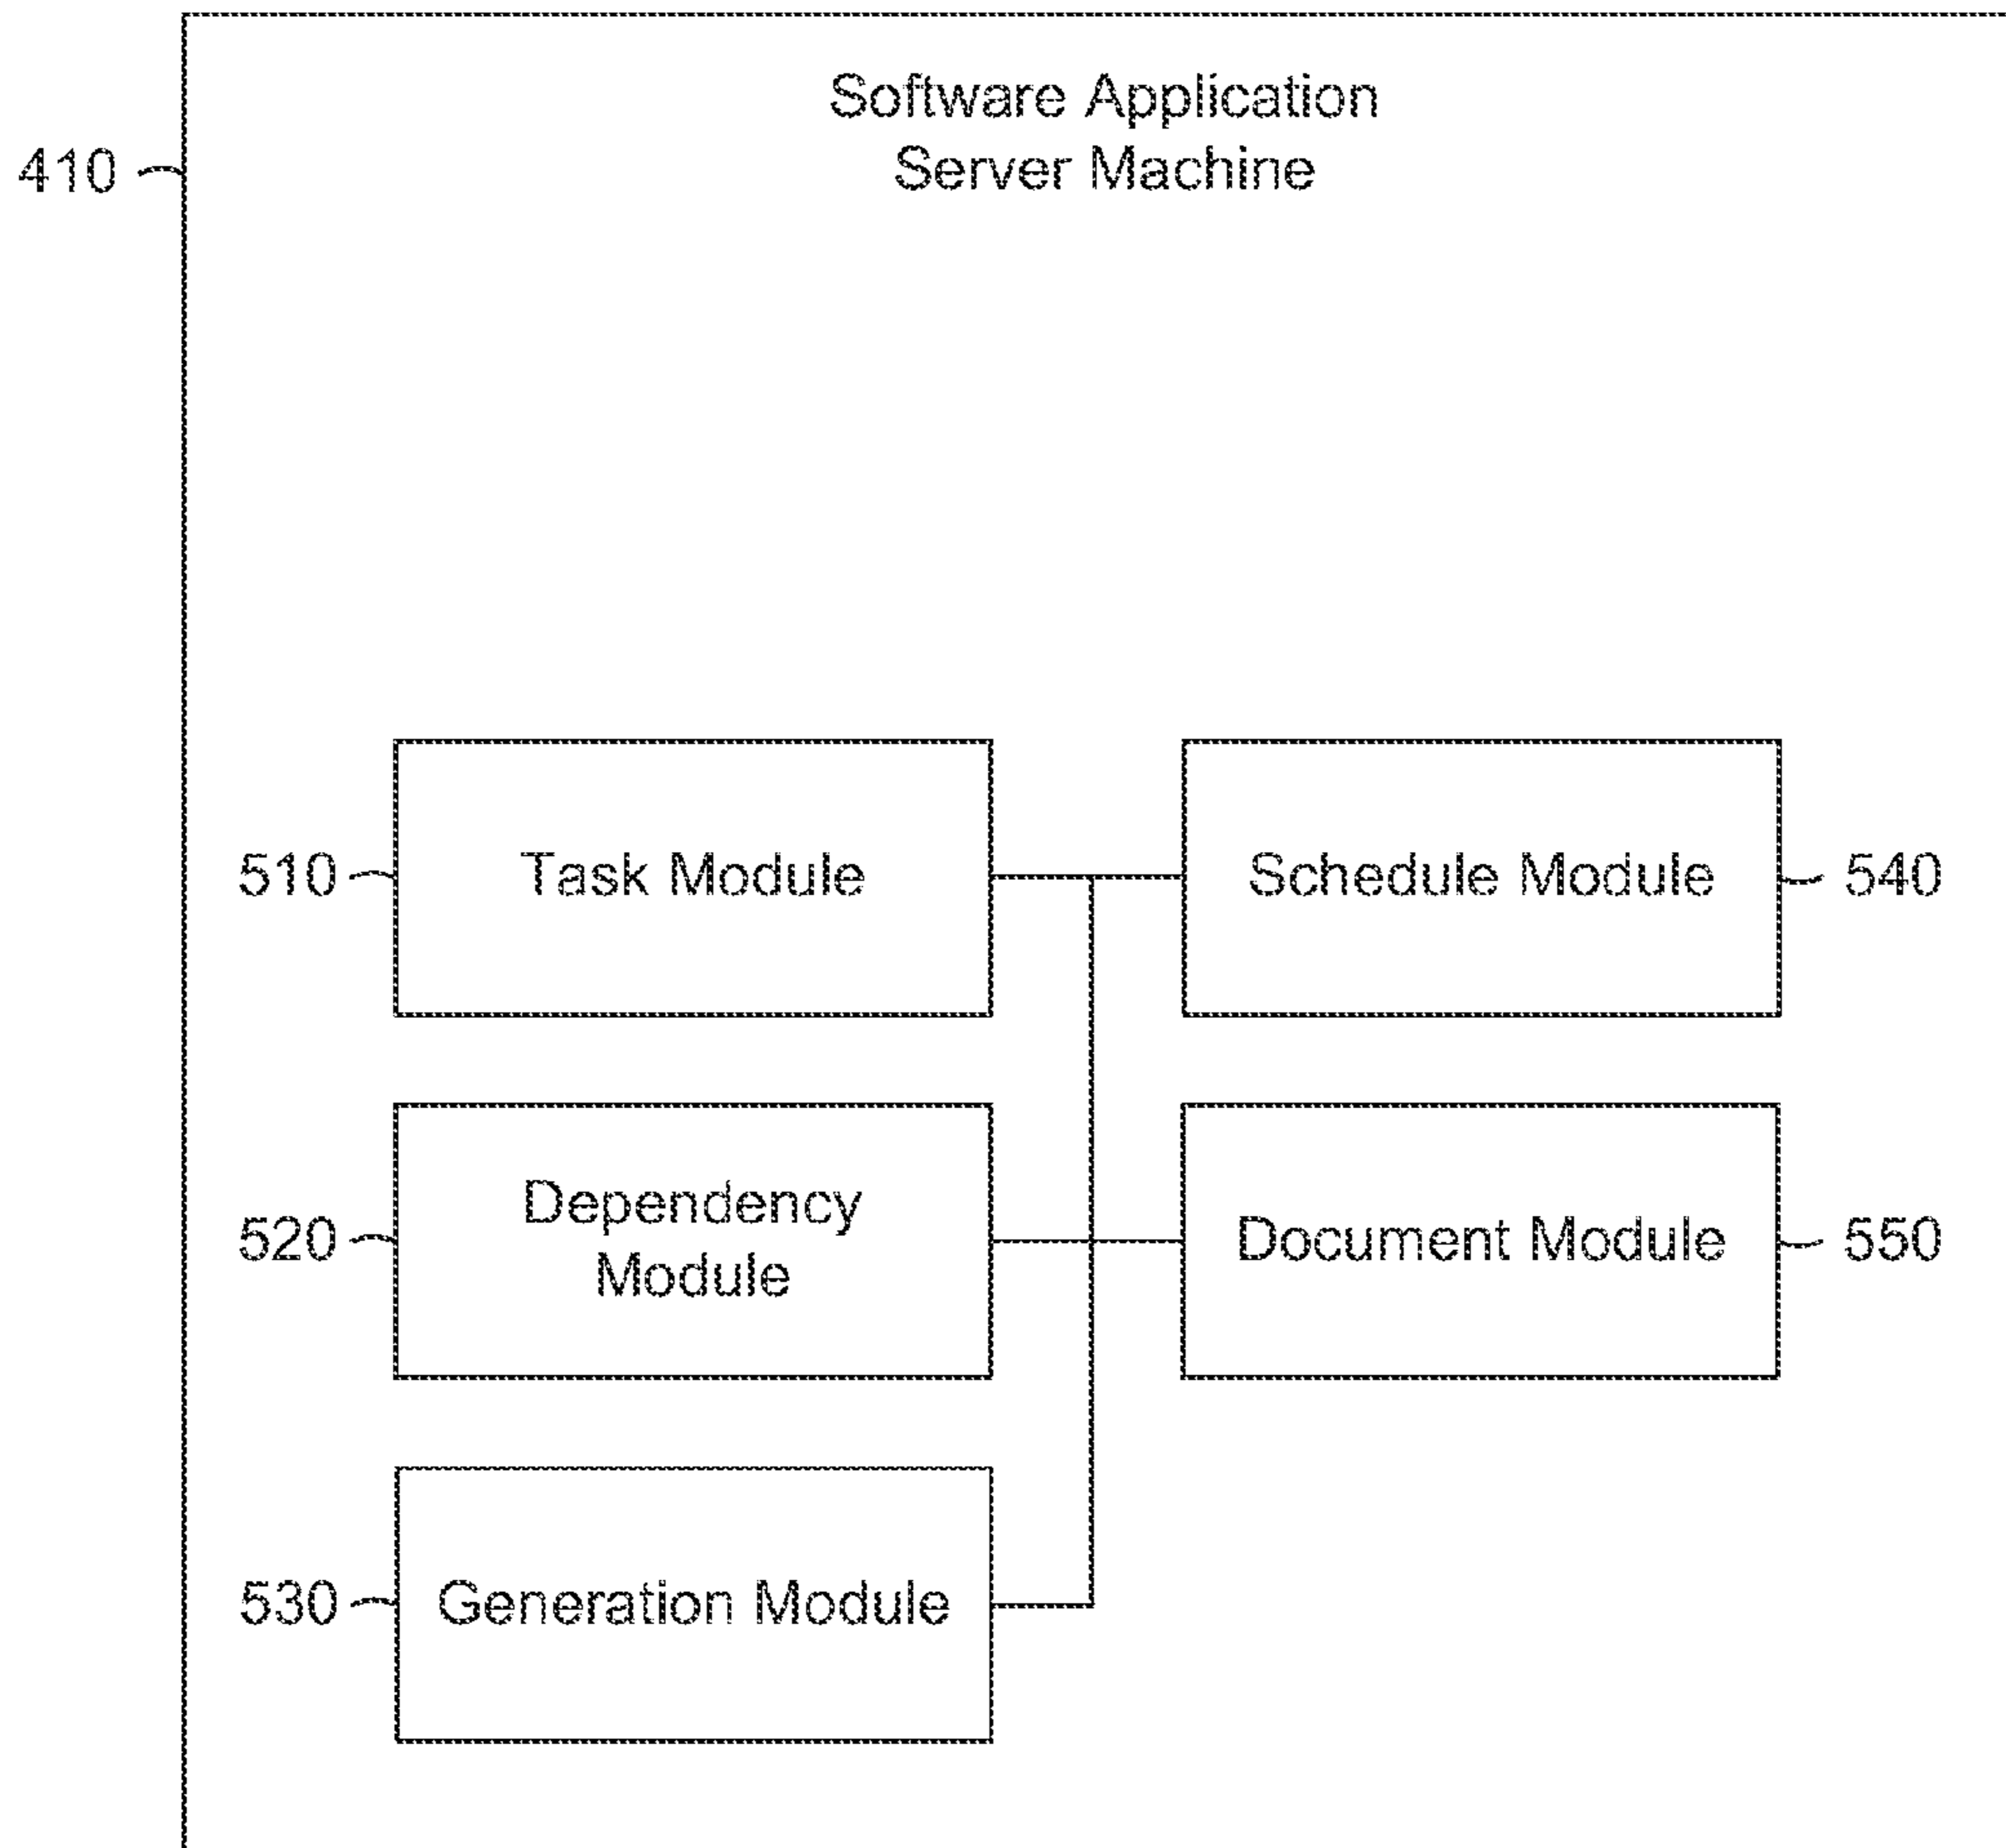 Software Application
Server Machine
410
510
Task Module
Schedule Module
540
520
Dependency
Module
Document Module
550
530
Generation Module